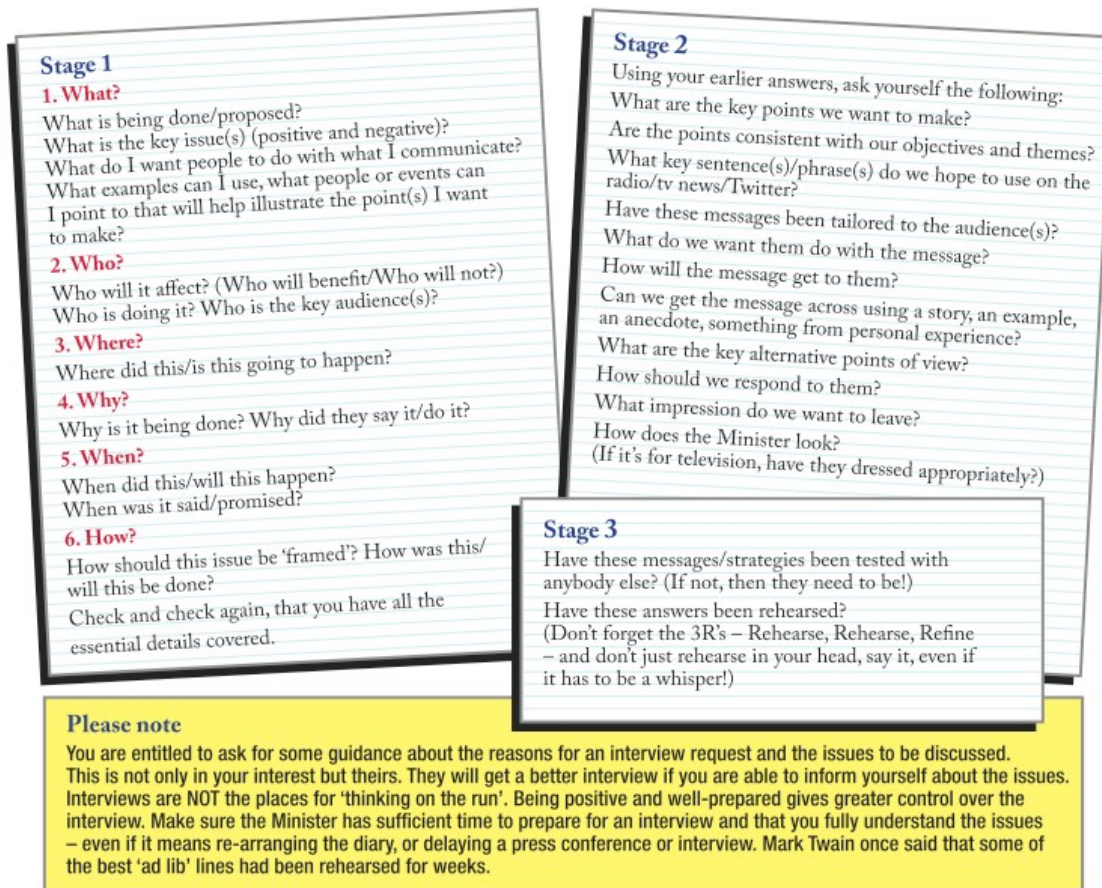 Stage 1
1. What?
What is being done/proposed?
What is the key issue(s) (positive and negative)?
What do I want people to do with what I communicate?
What examples can I use, what people or events can
I point to that will help illustrate the point(s) I want
to make?
2. Who?
Who will it affect? (Who will benefit/Who will not?)
Who is doing it? Who is the key audience(s)?
3. Where?
Where did this/is this going to happen?
4. Why?
Why is it being done? Why did they say it/do it?
5. When?
When did this/will this happen?
When was it said/promised?
6. How?
How should this issue be ‘framed’? How was this/
will this be done?
Check and check again, that you have all the
essential details covered.
Stage 2
Using your earlier answers, ask yourself the following:
What are the key points we want to make?
Are the points consistent with our objectives and themes?
What key sentence(s)/phrase(s) do we hope to use on the
radio/tv news/Twitter?
Have these messages been tailored to the audience(s)?
What do we want them do with the message?
How will the message get to them?
Can we get the message across using a story, an example,
an anecdote, something from personal experience?
What are the key alternative points of view?
How should we respond to them?
What impression do we want to leave?
How does the Minister look?
(If it’s for television, have they dressed appropriately?)
Stage 3
Have these messages/strategies been tested with
anybody else? (If not, then they need to be!)
Have these answers been rehearsed?
(Don’t forget the 3R’s – Rehearse, Rehearse, Refine
– and don’t just rehearse in your head, say it, even if
it has to be a whisper!)
Please note
You are entitled to ask for some guidance about the reasons for an interview request and the issues to be discussed.
This is not only in your interest but theirs. They will get a better interview if you are able to inform yourself about the issues.
Interviews are NOT the places for ‘thinking on the run’. Being positive and well-prepared gives greater control over the
interview. Make sure the Minister has sufficient time to prepare for an interview and that you fully understand the issues
– even if it means re-arranging the diary, or delaying a press conference or interview. Mark Twain once said that some of
the best ‘ad lib’ lines had been rehearsed for weeks.